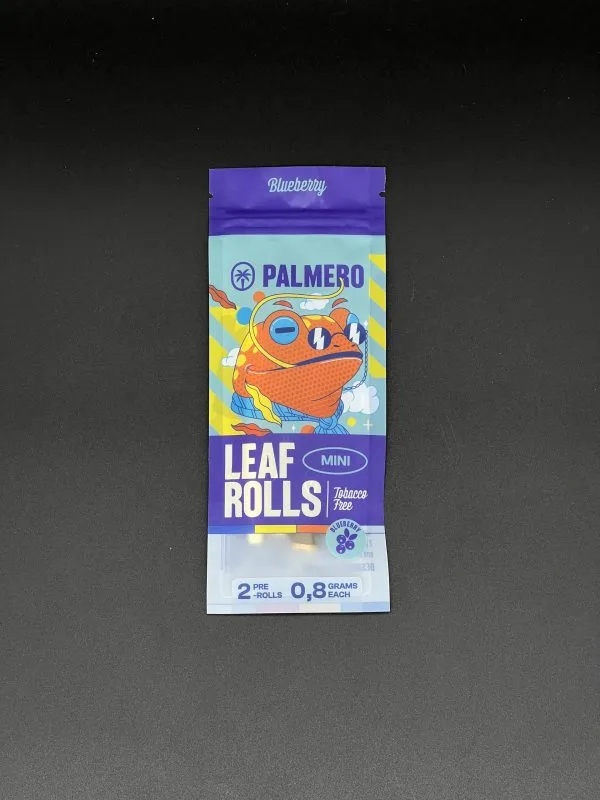 Blueberry
PALMERO
LEAF
ROLLS
MINI
Tobacco
Free
BLUEBERRY
2 PRE
-ROLLS
0,8 GRAMS
EACH